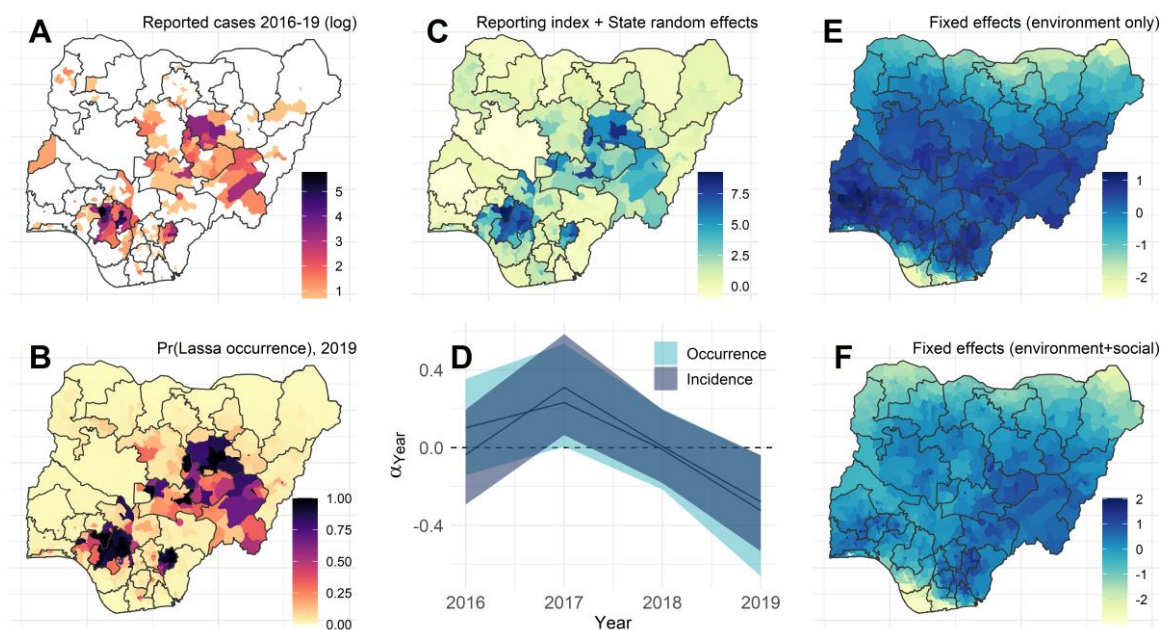 A
Reported cases 2016-19 (log)
5
4
3
2
1
C
Reporting index + State random effects
7.5
5.0
2.5
0.0
E
Fixed effects (environment only)
1
0
-1
-2
B
Pr(Lassa occurrence), 2019
1.00
0.75
0.50
0.25
0.00
D
Occurrence
Incidence
0.4
0.0
-0.4
αYear
2016
2017
2018
2019
Year
F
Fixed effects (environment+social)
2
1
0
-1
-2